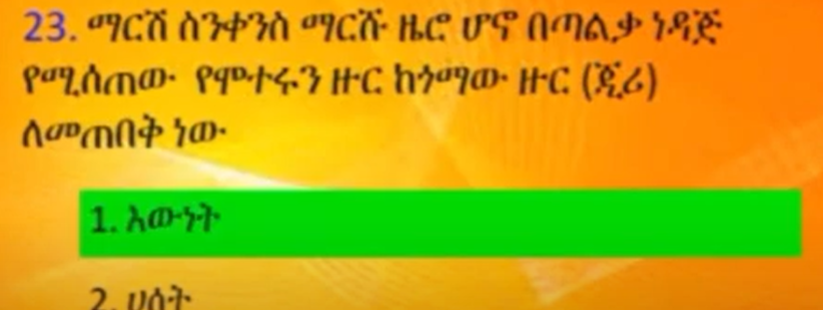 23. ማርሽ ስንቀንስ ማርሹ ዜሮ ሆኖ በጣልቃ ነዳጅ
የሚሰጠው የሞተሩን ዙር ከጎማው ዙር (ጂሪ)
ለመጠበቅ ነው
1. እውነት
2. ሀሰት